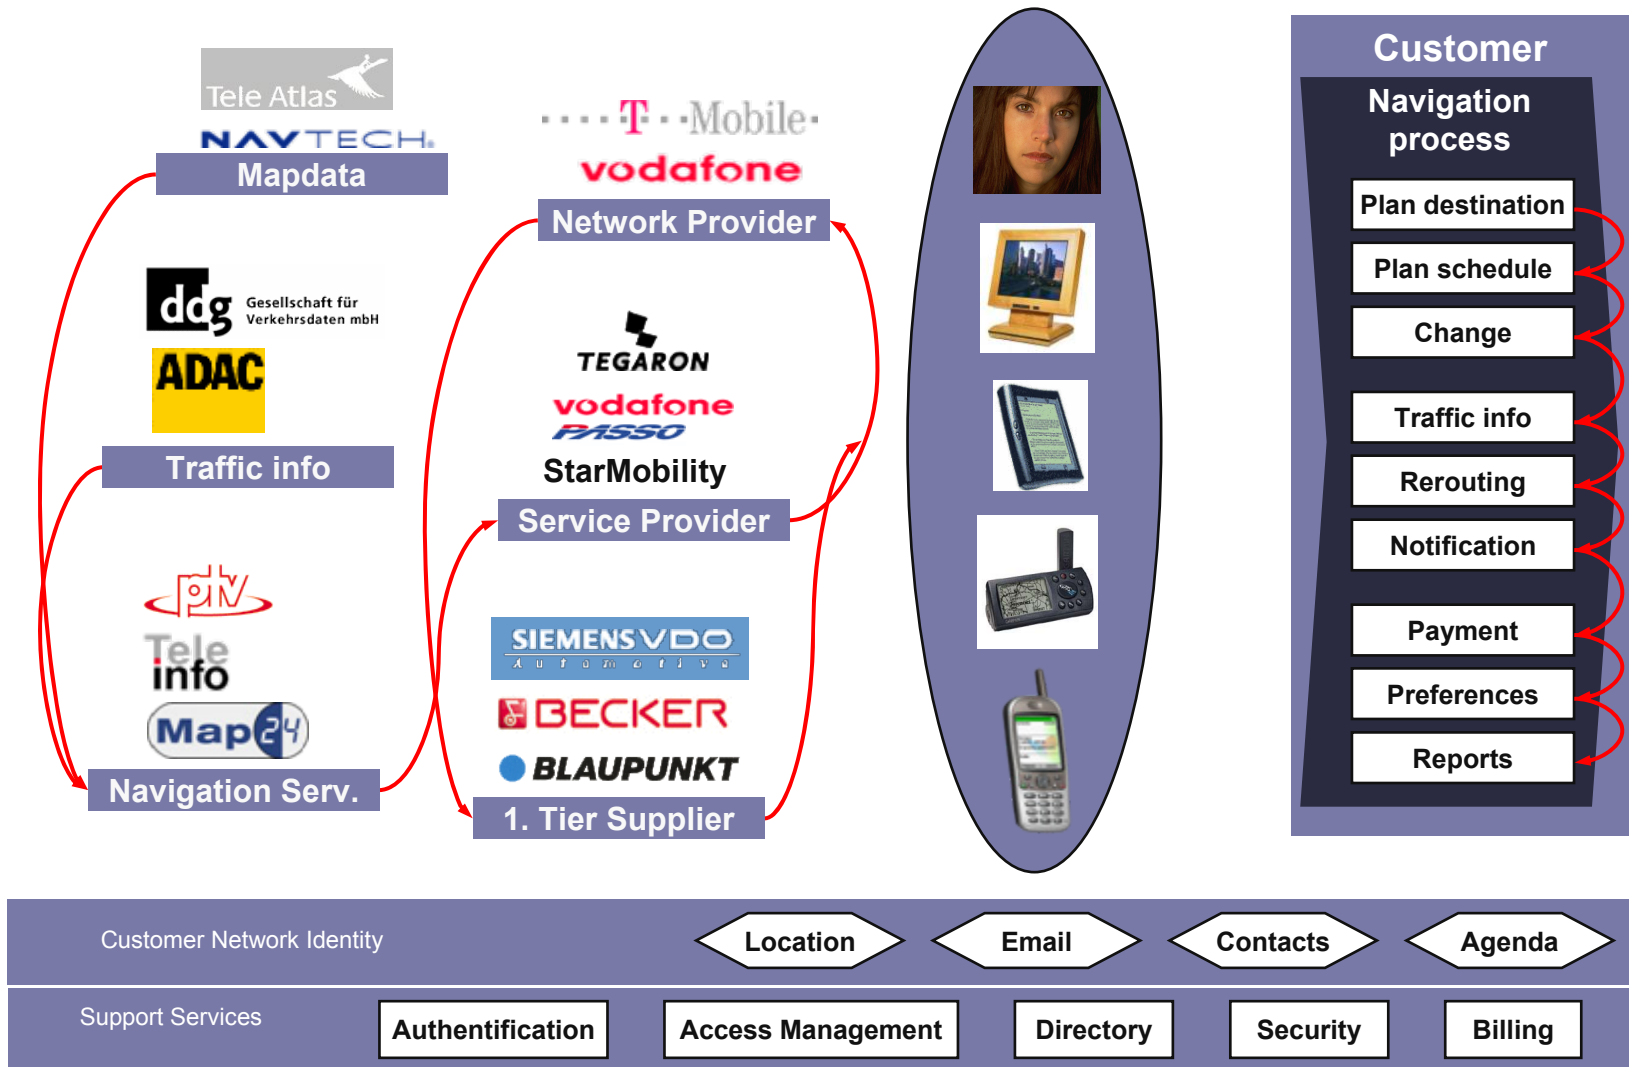 Tele Atlas
NAVTECH®
Mapdata
ddg Gesellschaft für
Verkehrsdaten mbH
ADAC
Traffic info
ptv
Tele
info
Map24
Navigation Serv.
T Mobile
vodafone
Network Provider
TEGARON
vodafone
PASSO
StarMobility
Service Provider
SIEMENS VDO
Automotive
BECKER
BLAUPUNKT
1. Tier Supplier
Customer
Navigation
process
Plan destination
Plan schedule
Change
Traffic info
Rerouting
Notification
Payment
Preferences
Reports
Customer Network Identity
Location
Email
Contacts
Agenda
Support Services
Authentification
Access Management
Directory
Security
Billing